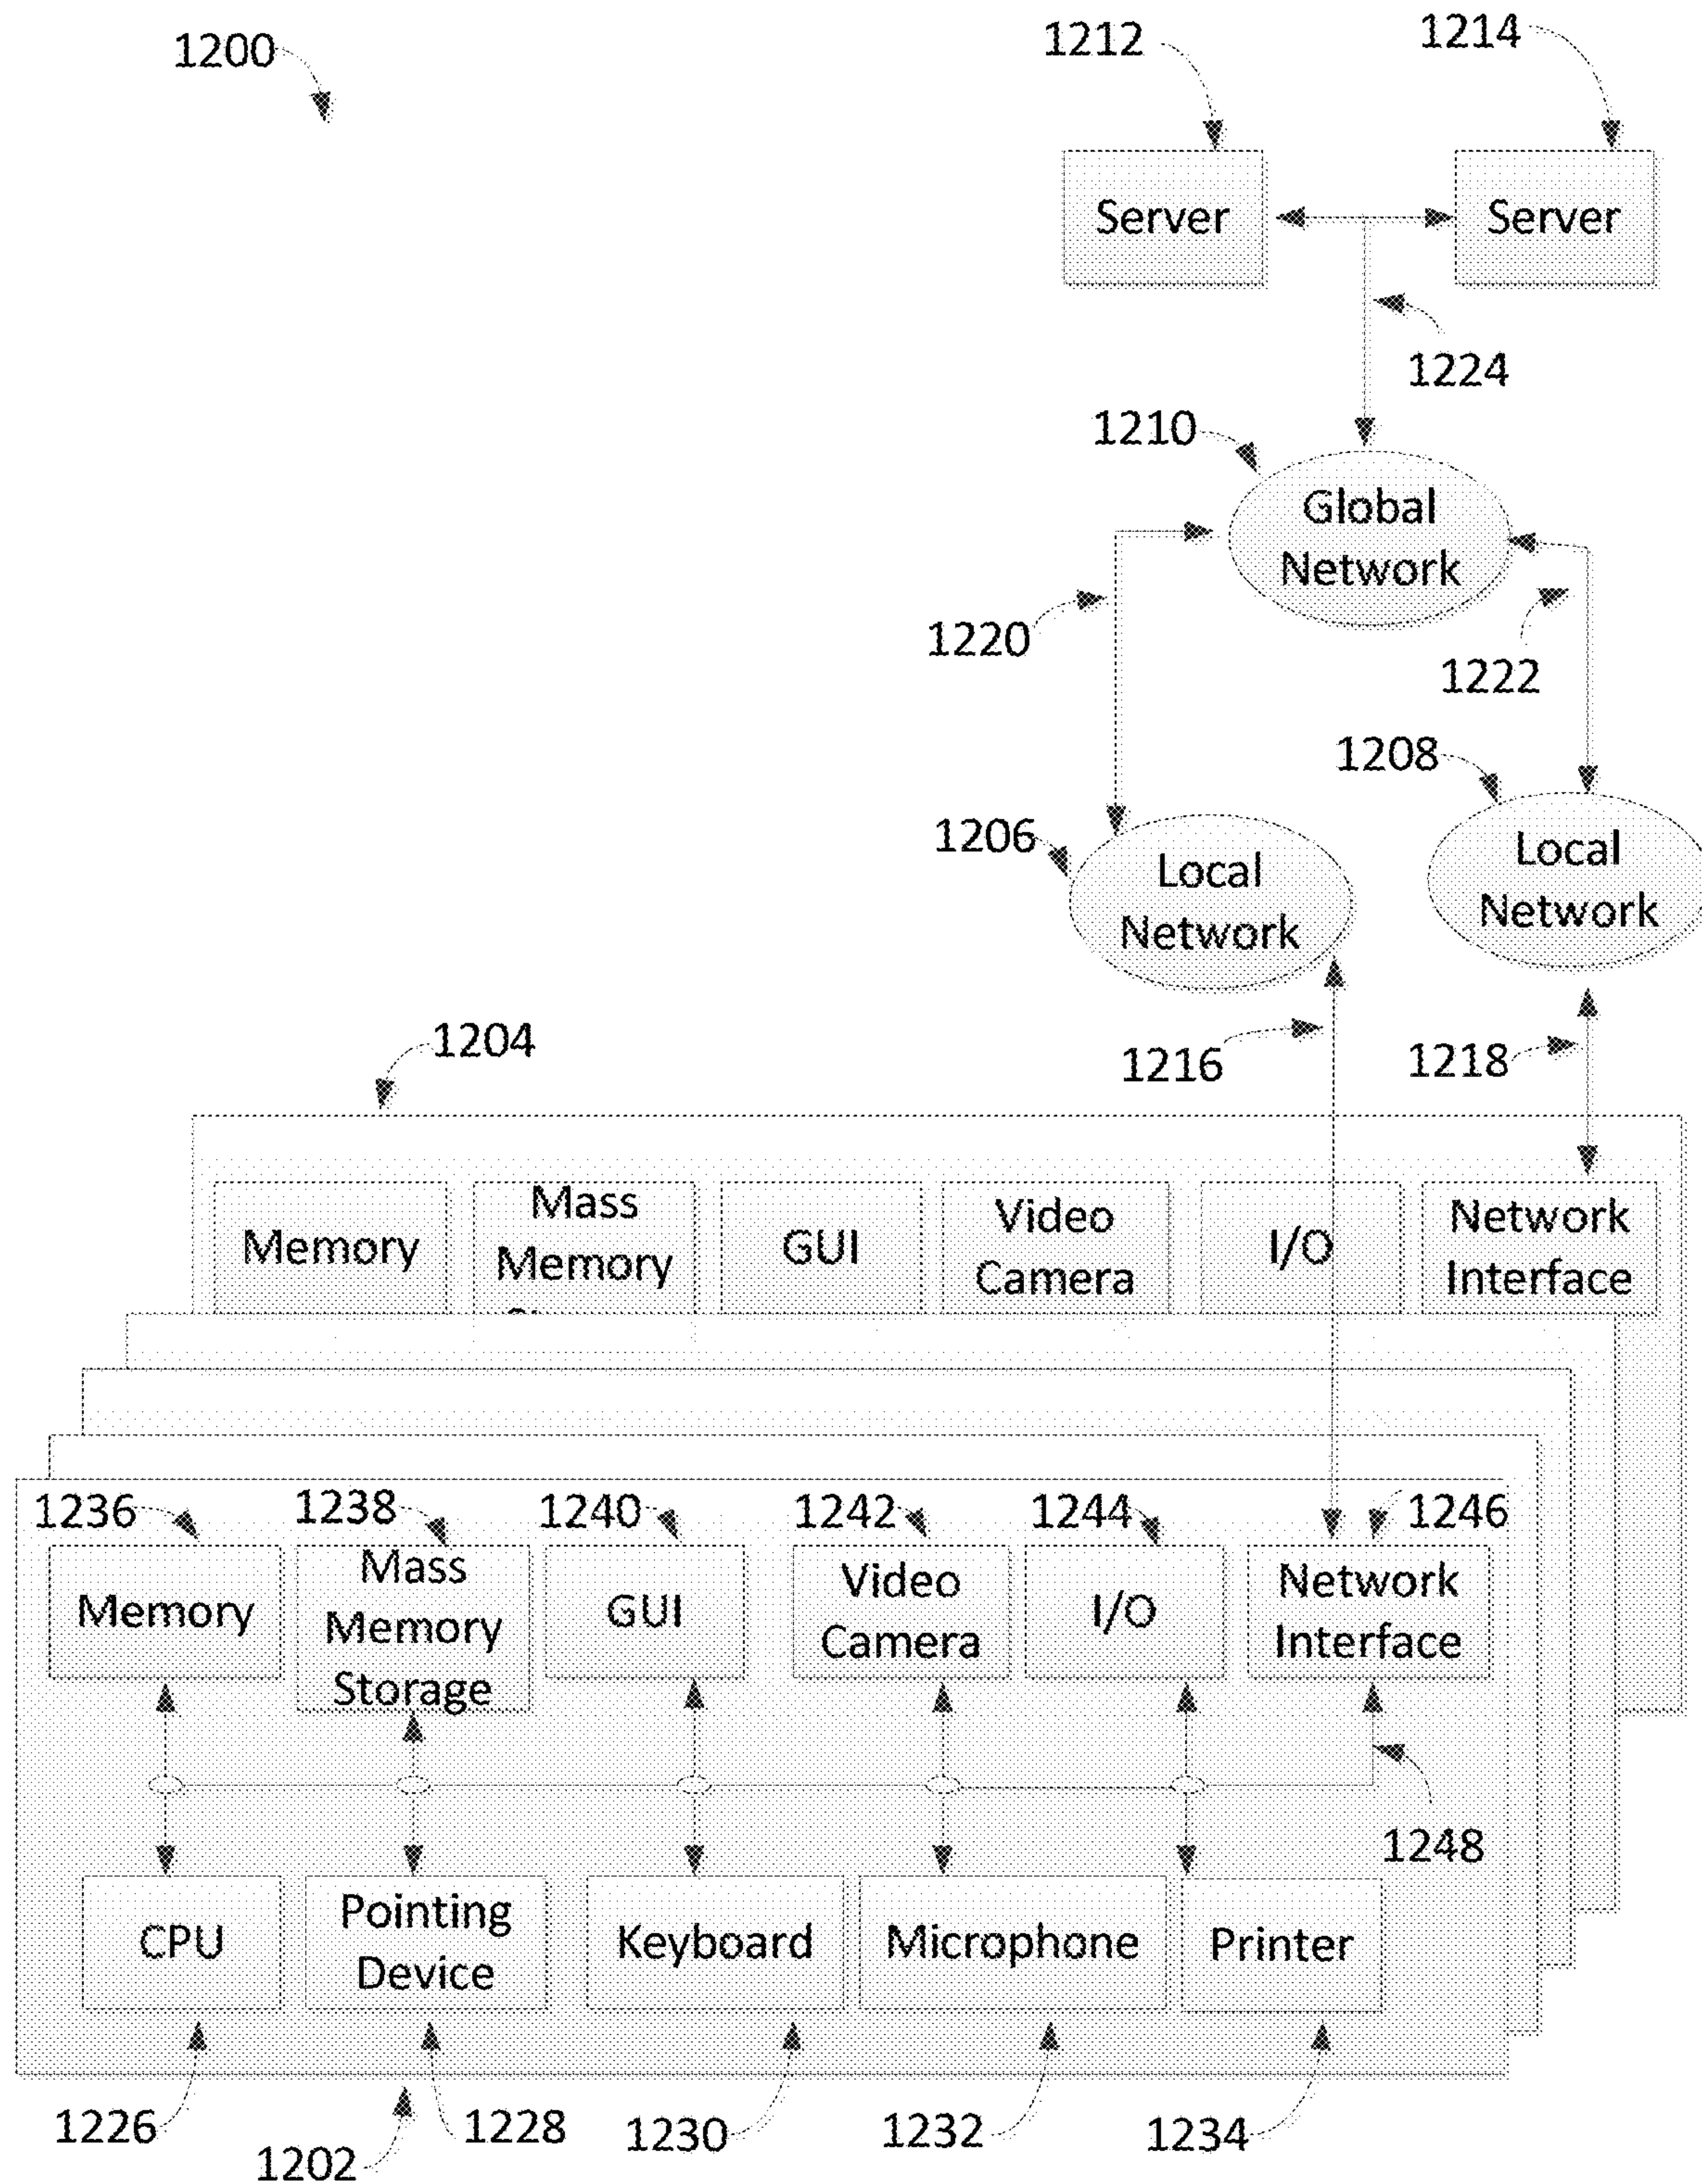 1200
1212
1214
Server
Server
1224
1210
Global
Network
1220
1222
1208
1206
Local
Network
Local
Network
1204
1216
1218
Memory
Mass
Memory
GUI
Video
Camera
I/O
Network
Interface
1236
1238
1240
1242
1244
1246
Memory
Mass
Memory
Storage
GUI
Video
Camera
I/O
Network
Interface
1248
CPU
Pointing
Device
Keyboard
Microphone
Printer
1226
1202
1228
1230
1232
1234